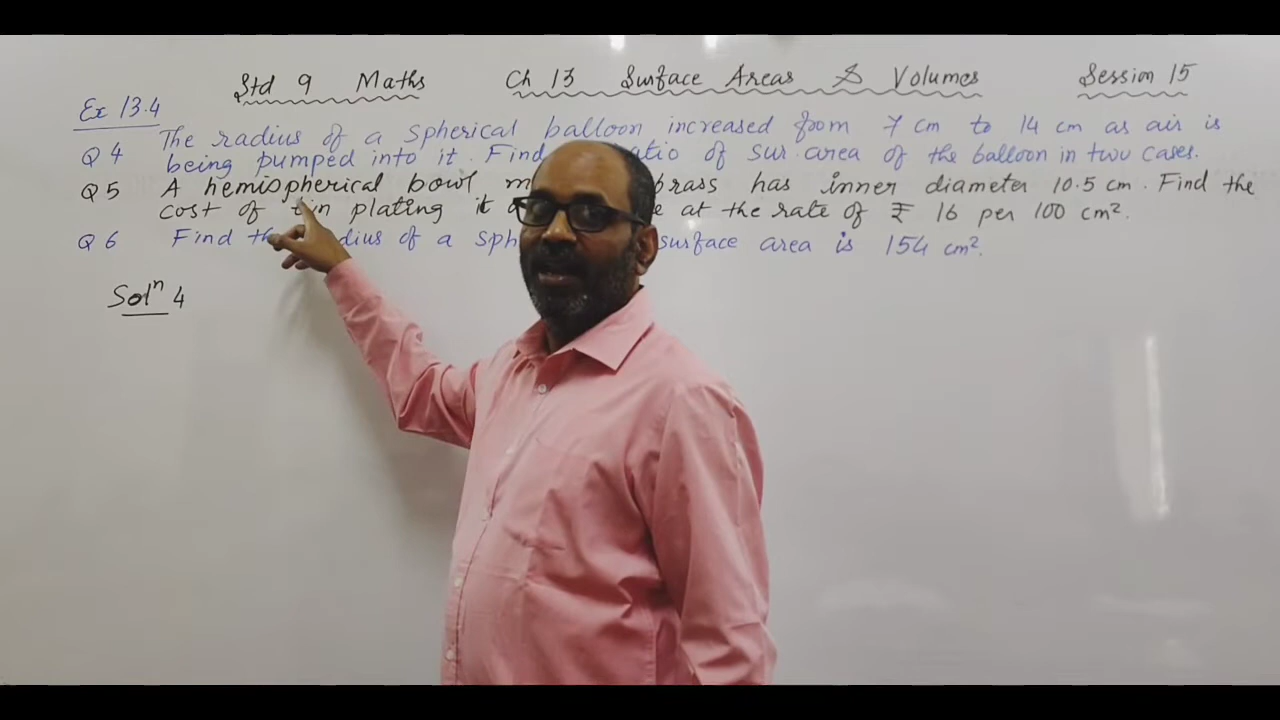 Std 9 Maths Ch 13 Surface Areas & Volumes Session 15
Ex 13.4
Q 4 The radius of a spherical balloon increased from 7 cm to 14 cm as air is
being pumped into it. Find ratio of sur. area of the balloon in two cases.
Q 5 A hemispherical bowl brass has inner diameter 10.5 cm. Find the
cost of tin plating it at the rate of ₹ 16 per 100 cm².
Q 6 Find the radius of a surface area is 154 cm².
Solⁿ 4